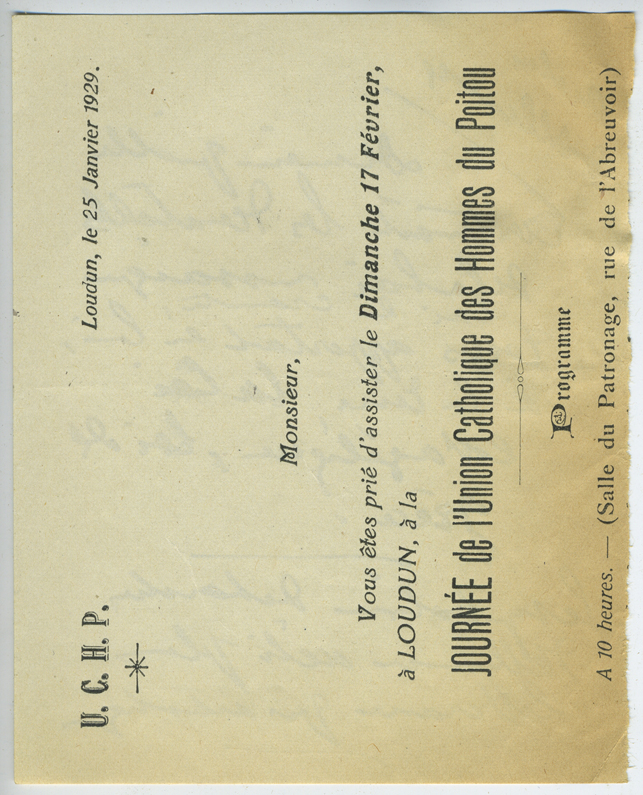 U. C. H. P.
Loudun, le 25 Janvier 1929.
Monsieur,
Vous êtes prié d'assister le Dimanche 17 Février,
à LOUDUN, à la
JOURNÉE de l'Union Catholique des Hommes du Poitou
Programme
A 10 heures. — (Salle du Patronage, rue de l'Abreuvoir)